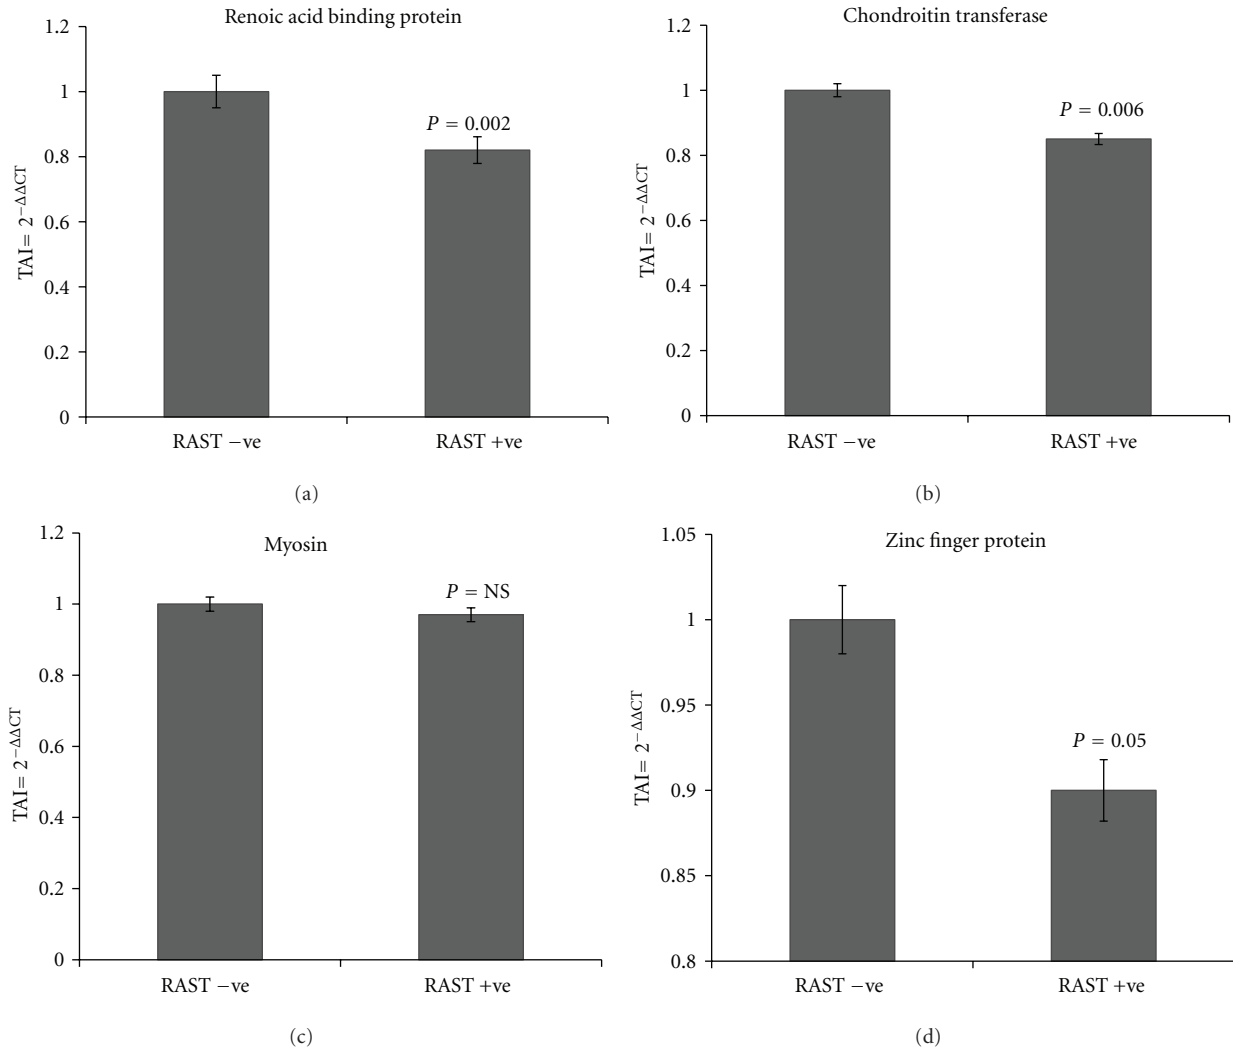 Renoic acid binding protein
1.2
1
0.8
0.6
0.4
0.2
0
TAI= 2^−ΔΔCT
P = 0.002
RAST −ve
RAST +ve
(a)
Chondroitin transferase
1.2
1
0.8
0.6
0.4
0.2
0
TAI= 2^−ΔΔCT
P = 0.006
RAST −ve
RAST +ve
(b)
Myosin
1.2
1
0.8
0.6
0.4
0.2
0
TAI= 2^−ΔΔCT
P = NS
RAST −ve
RAST +ve
(c)
Zinc finger protein
1.05
1
0.95
0.9
0.85
0.8
TAI= 2^−ΔΔCT
P = 0.05
RAST −ve
RAST +ve
(d)